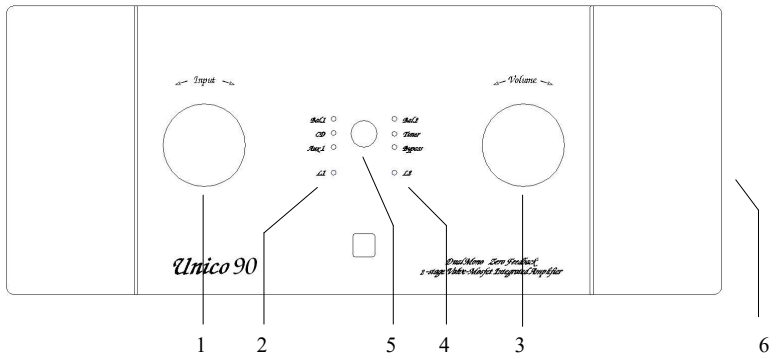 Input
Volume
Bal.1
Bal.2
CD
Tuner
Aux 1
Bypass
L1
L2
Unico 90
Dual Mono Zero Feedback
2-stage Valve-Mosfet Integrated Amplifier
1 2 5 4 3 6